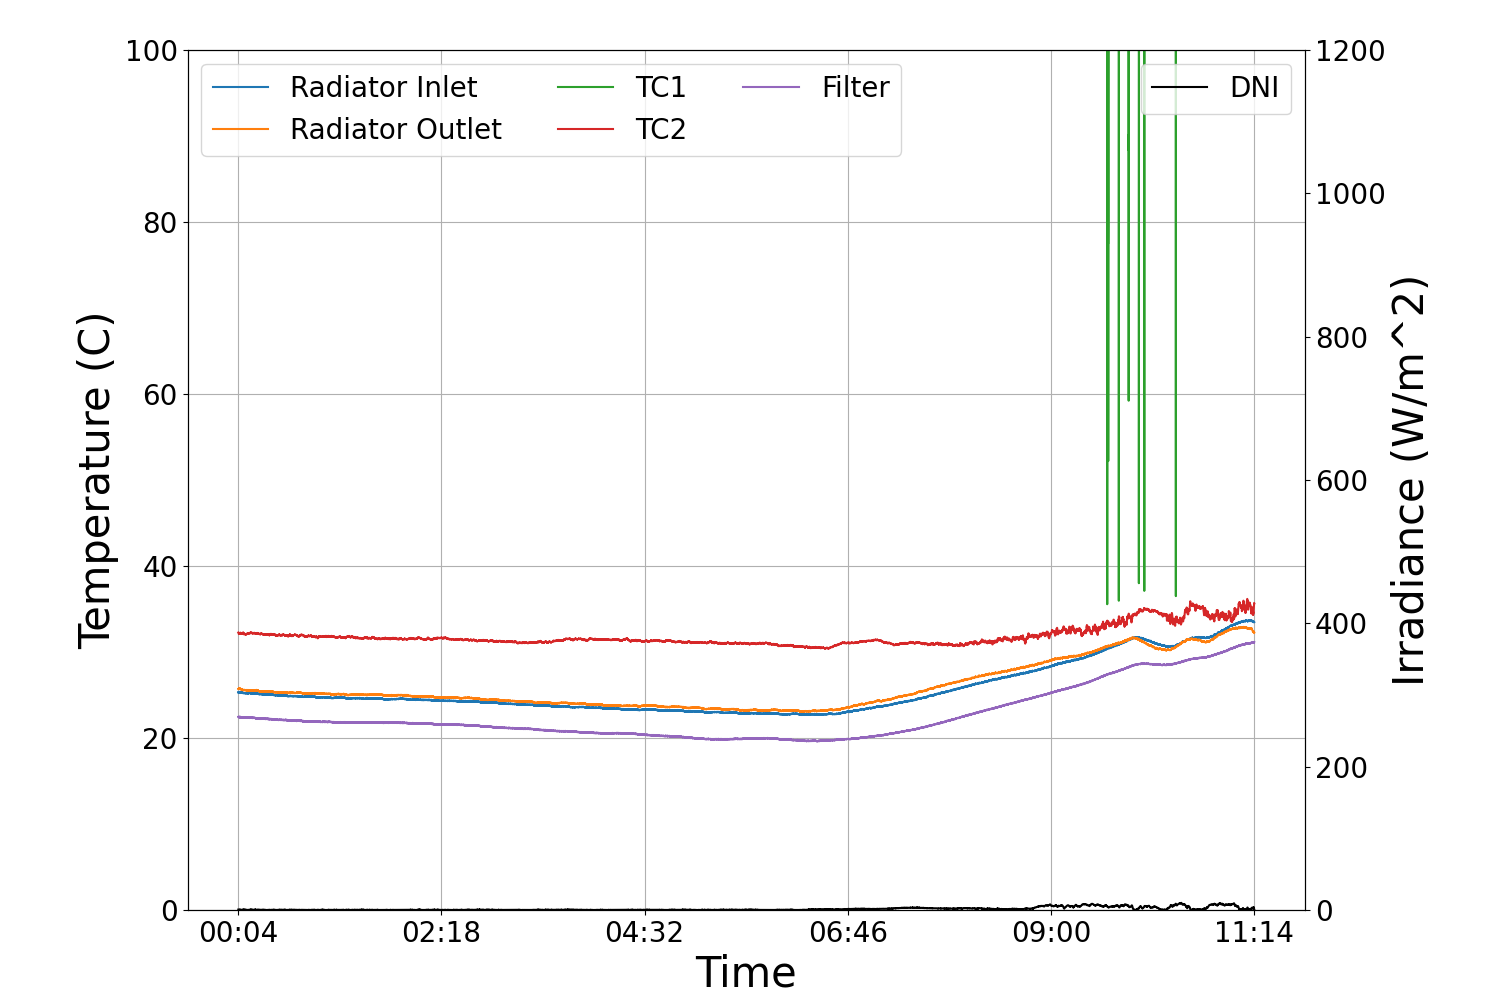 100
80
60
40
20
0
Temperature (C)
Radiator Inlet
Radiator Outlet
TC1
TC2
Filter
DNI
1200
1000
800
600
400
200
0
Irradiance (W/m^2)
00:04 02:18 04:32 06:46 09:00 11:14
Time